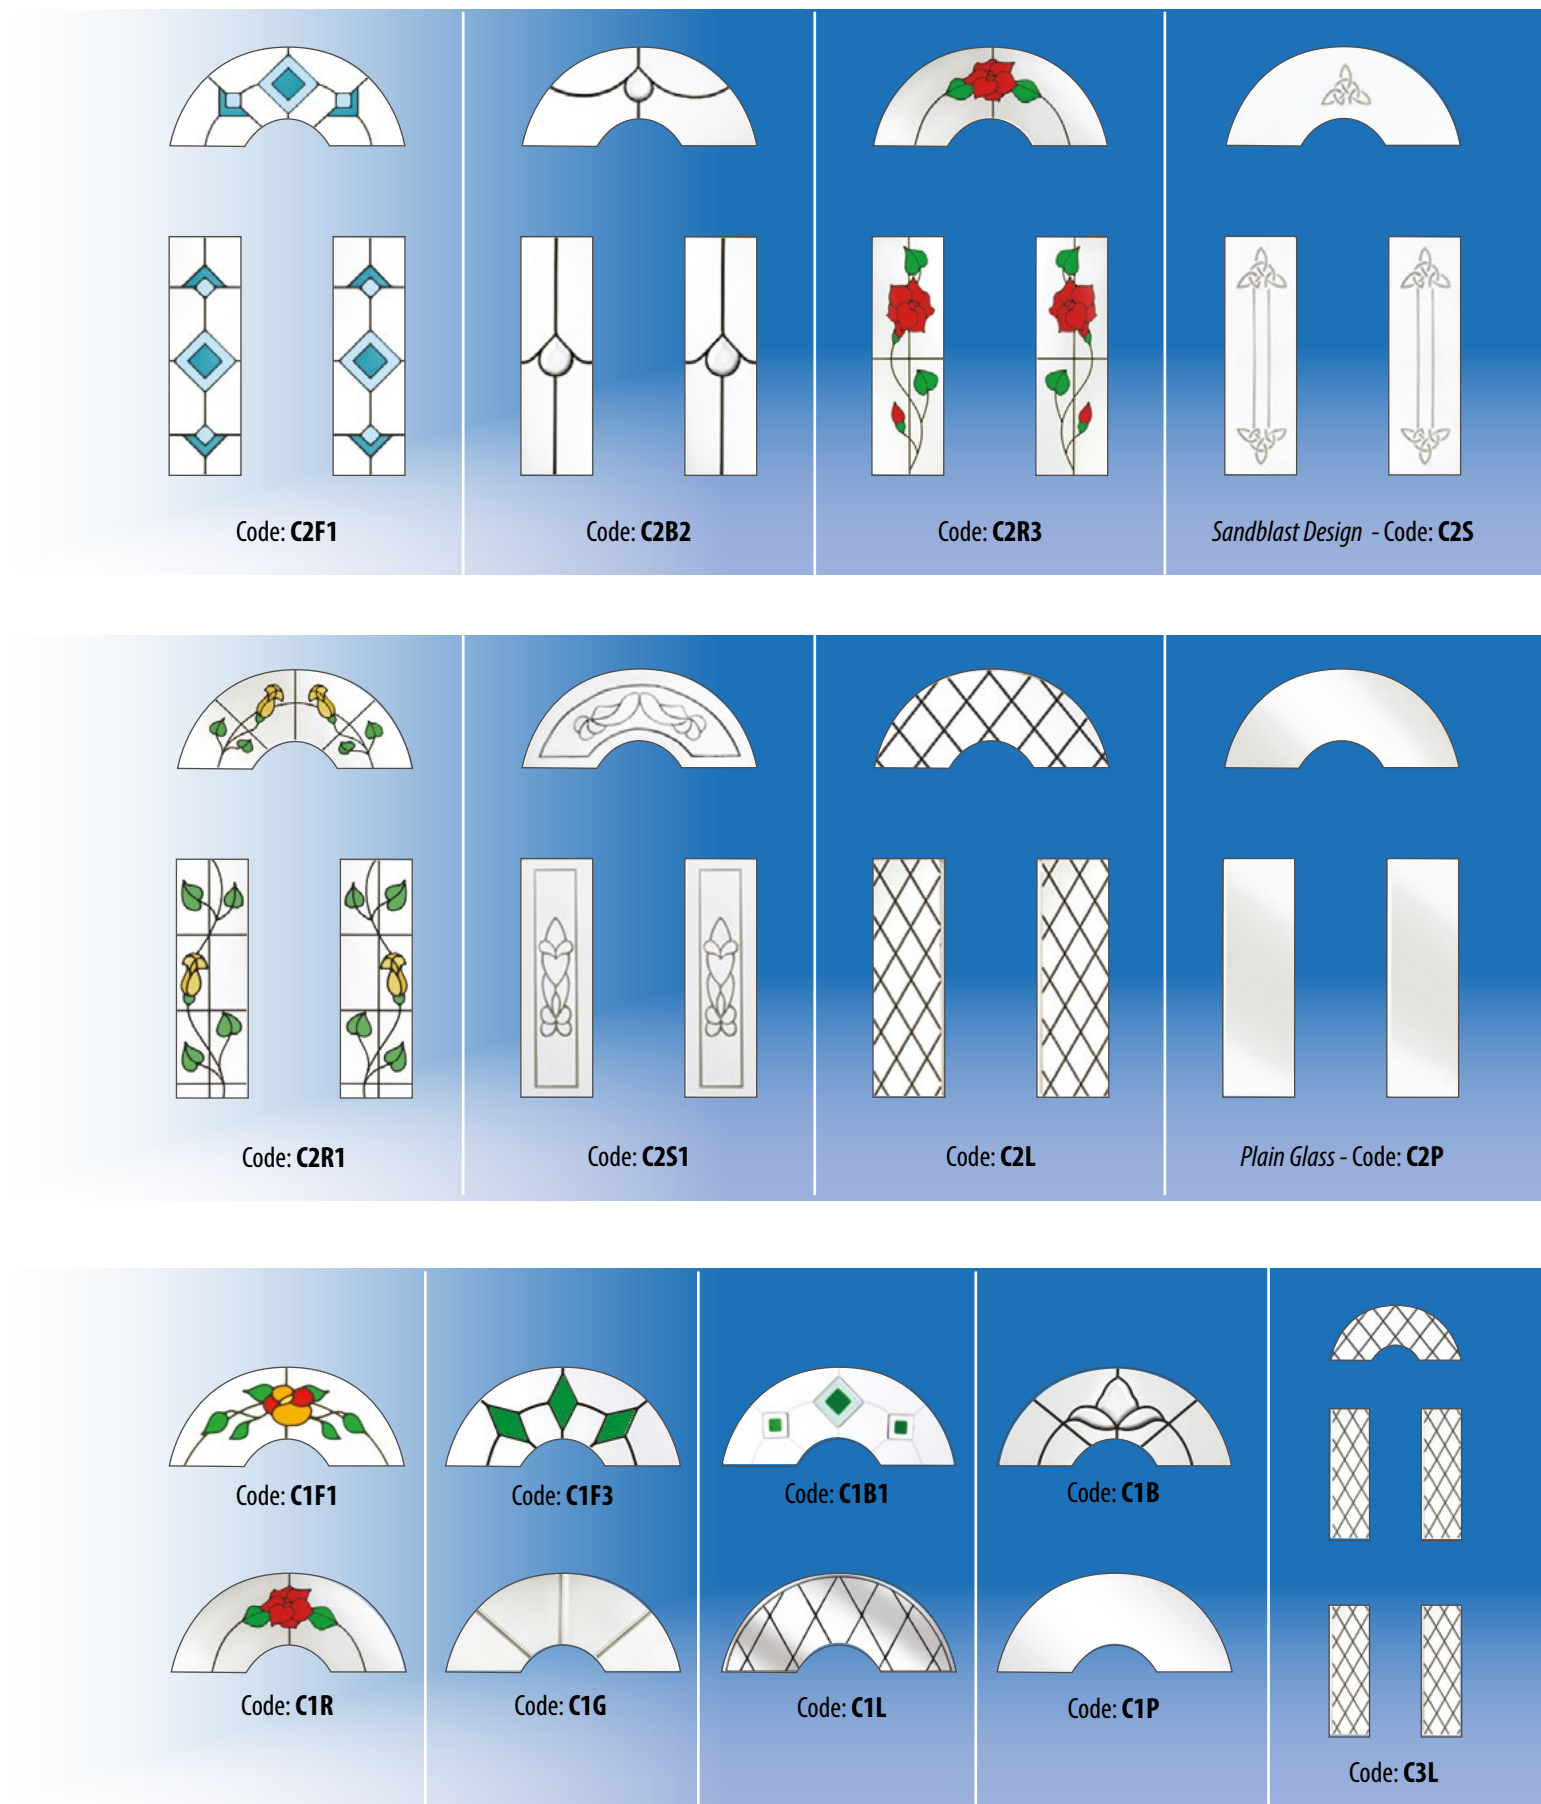 Code: C2F1
Code: C2B2
Code: C2R3
Sandblast Design - Code: C2S
Code: C2R1
Code: C2S1
Code: C2L
Plain Glass - Code: C2P
Code: C1F1
Code: C1F3
Code: C1B1
Code: C1B
Code: C1R
Code: C1G
Code: C1L
Code: C1P
Code: C3L